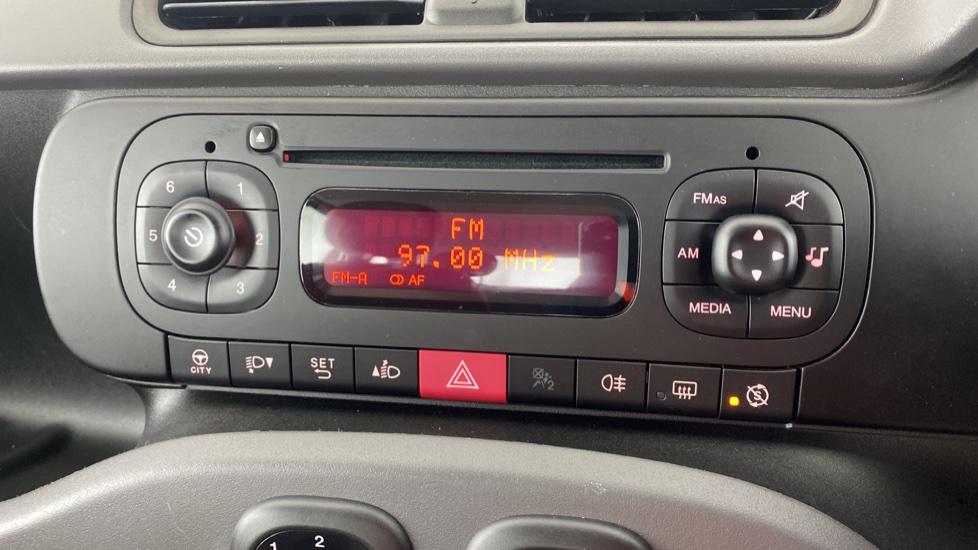 6 1
5 2
4 3
FM
97.00 MHz
FM-A AF
FMAS
AM
MEDIA MENU
CITY
SET
2
1 2